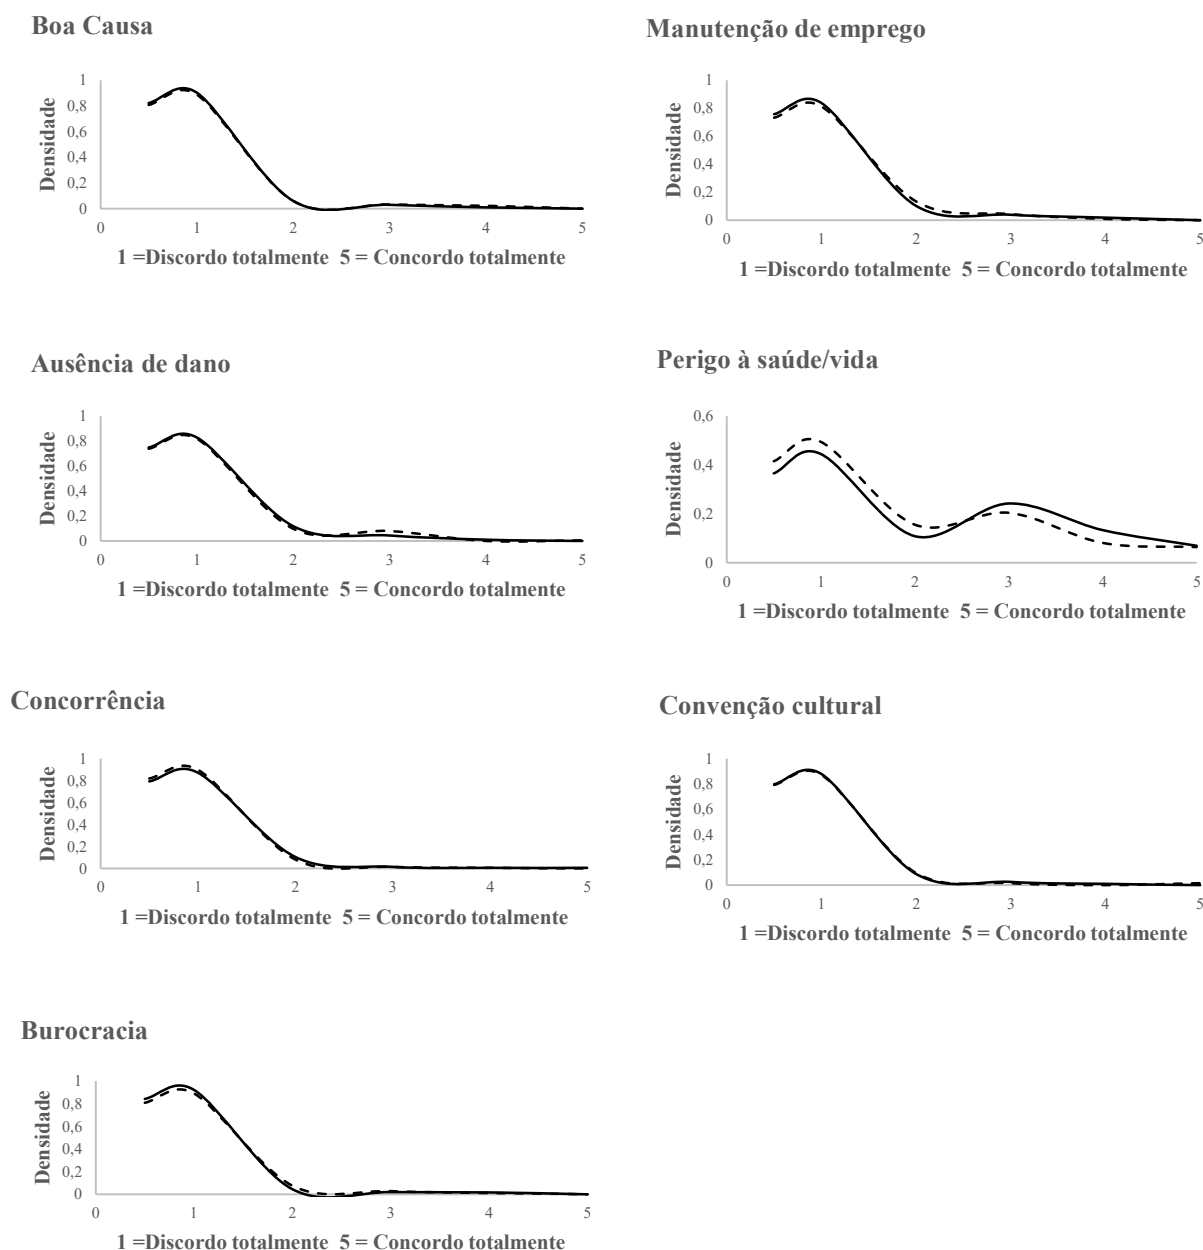 Boa Causa
1
0,8
0,6
0,4
0,2
0
Densidade
0 1 2 3 4 5
1 =Discordo totalmente 5 = Concordo totalmente
Manutenção de emprego
1
0,8
0,6
0,4
0,2
0
Densidade
0 1 2 3 4 5
1 =Discordo totalmente 5 = Concordo totalmente
Ausência de dano
1
0,8
0,6
0,4
0,2
0
Densidade
0 1 2 3 4 5
1 =Discordo totalmente 5 = Concordo totalmente
Perigo à saúde/vida
0,6
0,4
0,2
0
Densidade
0 1 2 3 4 5
1 =Discordo totalmente 5 = Concordo totalmente
Concorrência
1
0,8
0,6
0,4
0,2
0
Densidade
0 1 2 3 4 5
1 =Discordo totalmente 5 = Concordo totalmente
Convenção cultural
1
0,8
0,6
0,4
0,2
0
Densidade
0 1 2 3 4 5
1 =Discordo totalmente 5 = Concordo totalmente
Burocracia
1
0,8
0,6
0,4
0,2
0
Densidade
0 1 2 3 4 5
1 =Discordo totalmente 5 = Concordo totalmente